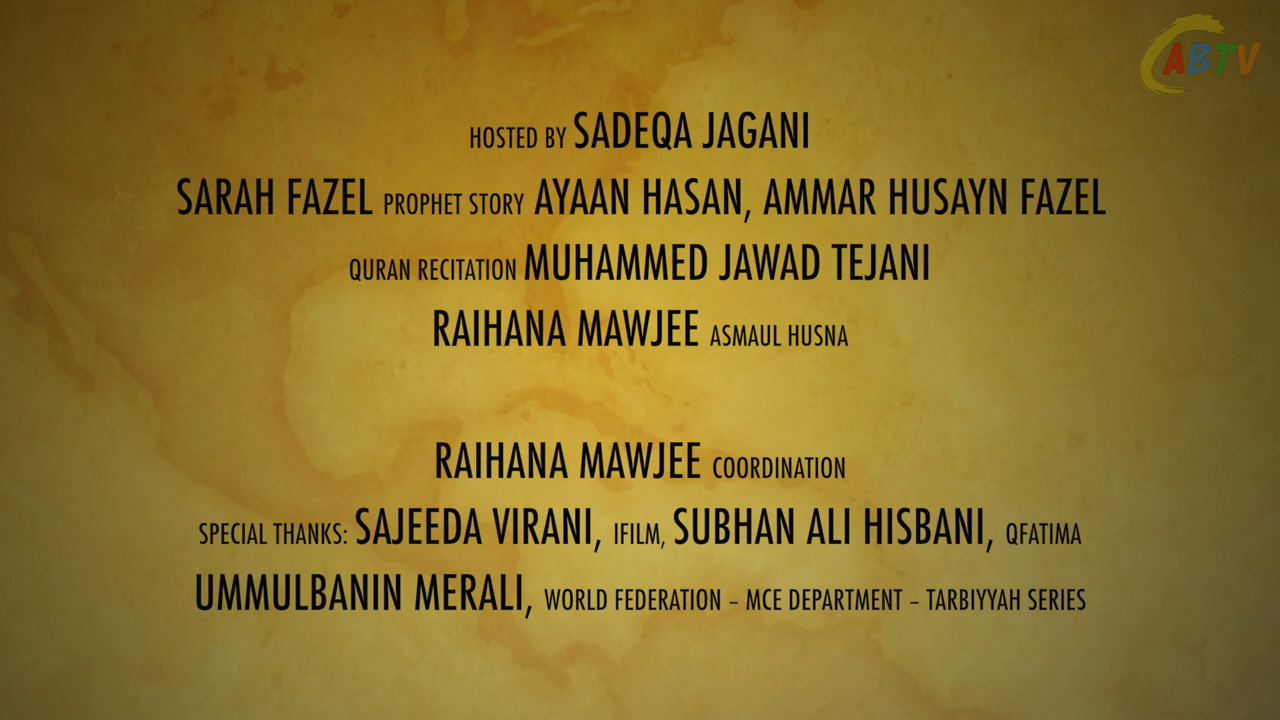 ABTV
HOSTED BY SADEQA JAGANI
SARAH FAZEL PROPHET STORY AYAAN HASAN, AMMAR HUSAYN FAZEL
QURAN RECITATION MUHAMMED JAWAD TEJANI
RAIHANA MAWJEE ASMAUL HUSNA
RAIHANA MAWJEE COORDINATION
SPECIAL THANKS: SAJEEDA VIRANI, IFILM, SUBHAN ALI HISBANI, QFATIMA
UMMULBANIN MERALI, WORLD FEDERATION – MCE DEPARTMENT – TARBIYYAH SERIES